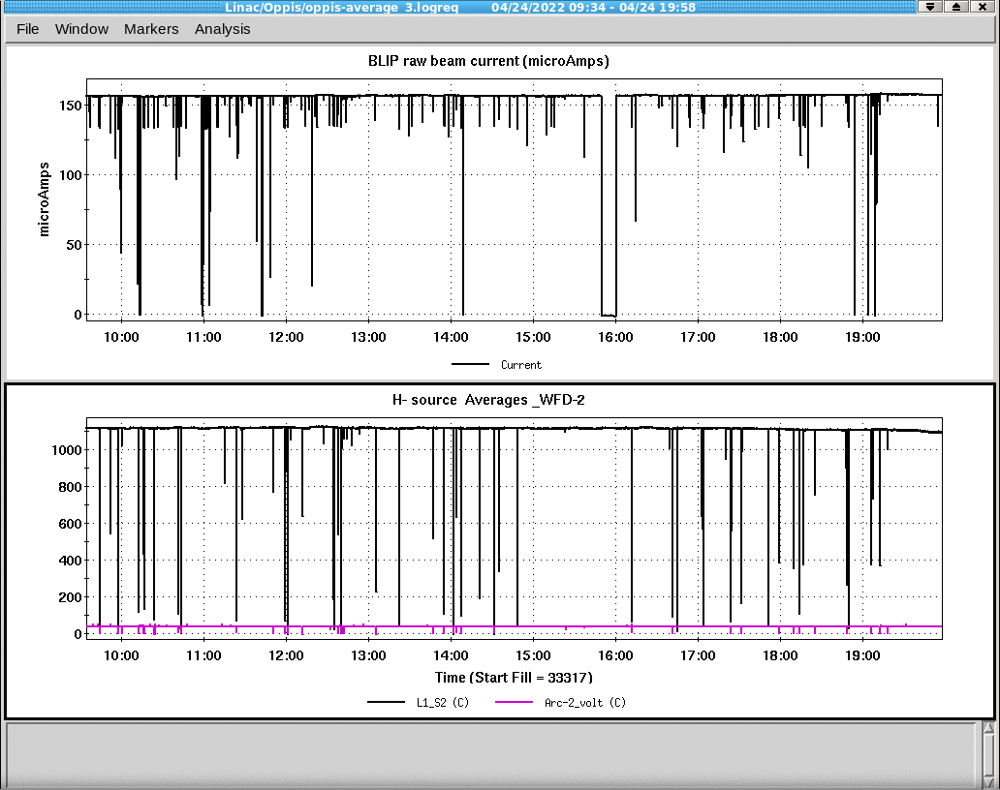 Linac/Oppis/oppis-average_3.logreq 04/24/2022 09:34 - 04/24 19:58
File Window Markers Analysis
BLIP raw beam current (microAmps)
microAmps
150
100
50
0
10:00 11:00 12:00 13:00 14:00 15:00 16:00 17:00 18:00 19:00
Current
H- source Averages _WFD-2
1000
800
600
400
200
0
10:00 11:00 12:00 13:00 14:00 15:00 16:00 17:00 18:00 19:00
Time (Start Fill = 33317)
L1_S2 (C) Arc-2_volt (C)